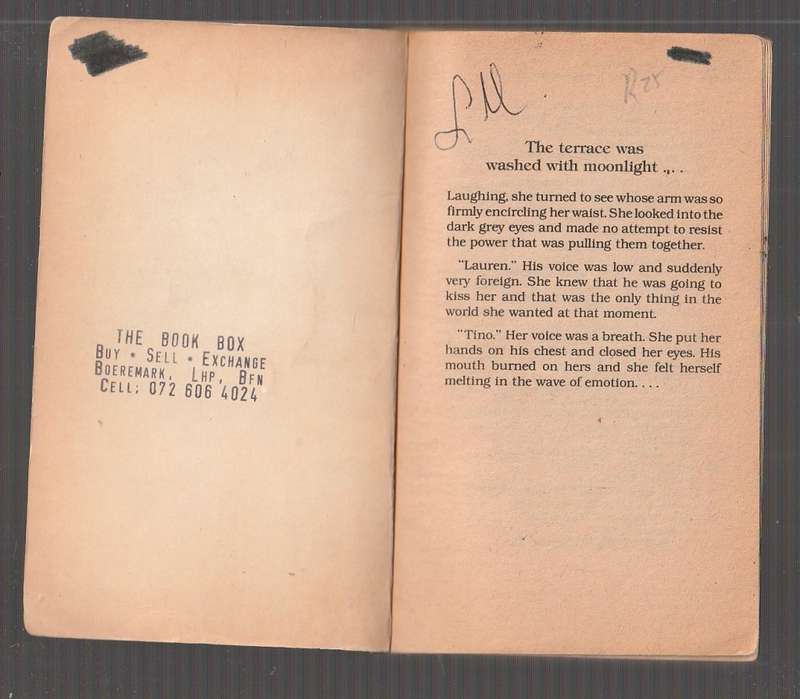 THE BOOK BOX
BUY • SELL • EXCHANGE
BOEREMARK, LHP, BFN
CELL: 072 606 4024
LM
R25
The terrace was
washed with moonlight . . . .
Laughing, she turned to see whose arm was so
firmly encircling her waist. She looked into the
dark grey eyes and made no attempt to resist
the power that was pulling them together.
"Lauren." His voice was low and suddenly
very foreign. She knew that he was going to
kiss her and that was the only thing in the
world she wanted at that moment.
"Tino." Her voice was a breath. She put her
hands on his chest and closed her eyes. His
mouth burned on hers and she felt herself
melting in the wave of emotion. . . .